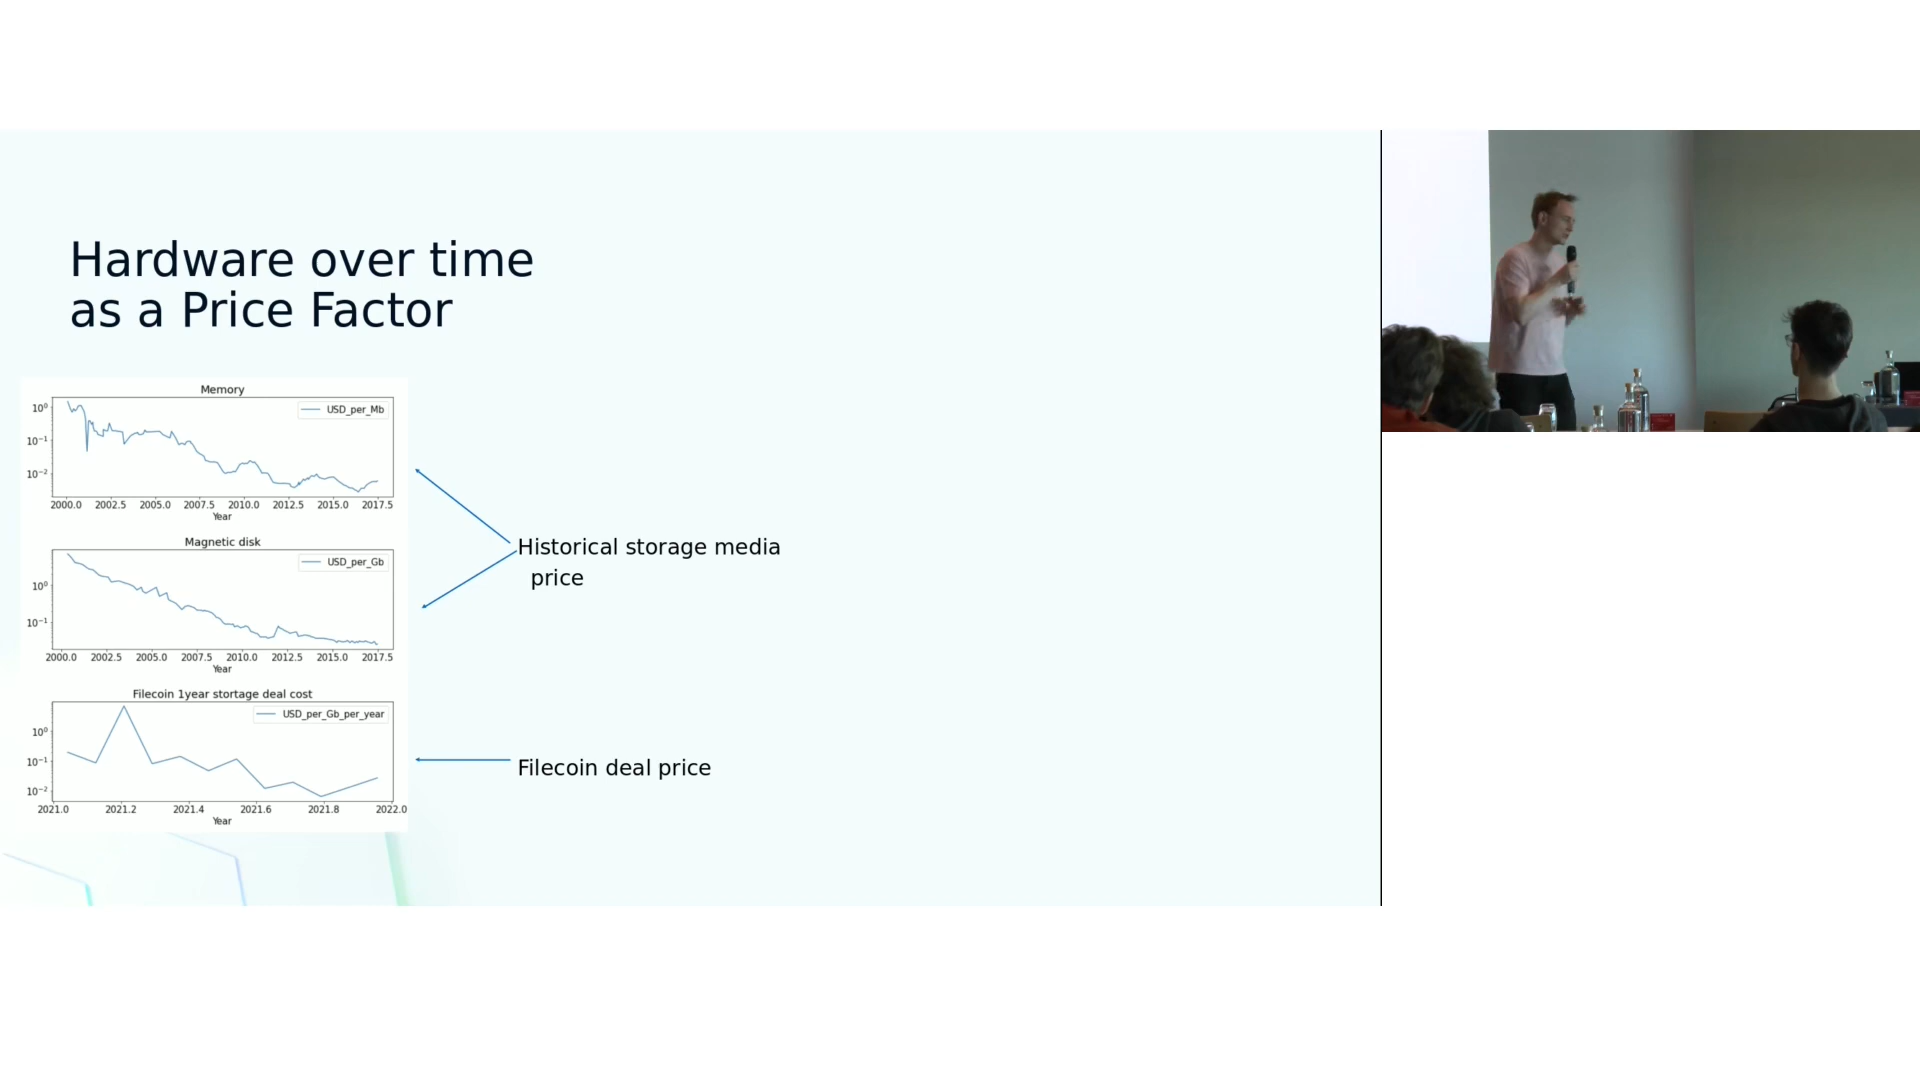 Hardware over time
as a Price Factor
Memory
USD_per_Mb
10⁰
10⁻¹
10⁻²
2000.0 2002.5 2005.0 2007.5 2010.0 2012.5 2015.0 2017.5
Year
Magnetic disk
USD_per_Gb
10⁰
10⁻¹
2000.0 2002.5 2005.0 2007.5 2010.0 2012.5 2015.0 2017.5
Year
Historical storage media
price
Filecoin 1year stortage deal cost
USD_per_Gb_per_year
10⁰
10⁻¹
10⁻²
2021.0 2021.2 2021.4 2021.6 2021.8 2022.0
Year
Filecoin deal price